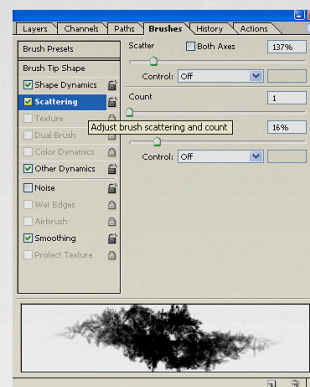 Layers Channels Paths Brushes History Actions
Brush Presets
Scatter Both Axes 137%
Brush Tip Shape
Control: Off
Shape Dynamics
Scattering
Count 1
Texture
Adjust brush scattering and count
Dual Brush
16%
Color Dynamics
Control: Off
Other Dynamics
Noise
Wet Edges
Airbrush
Smoothing
Protect Texture